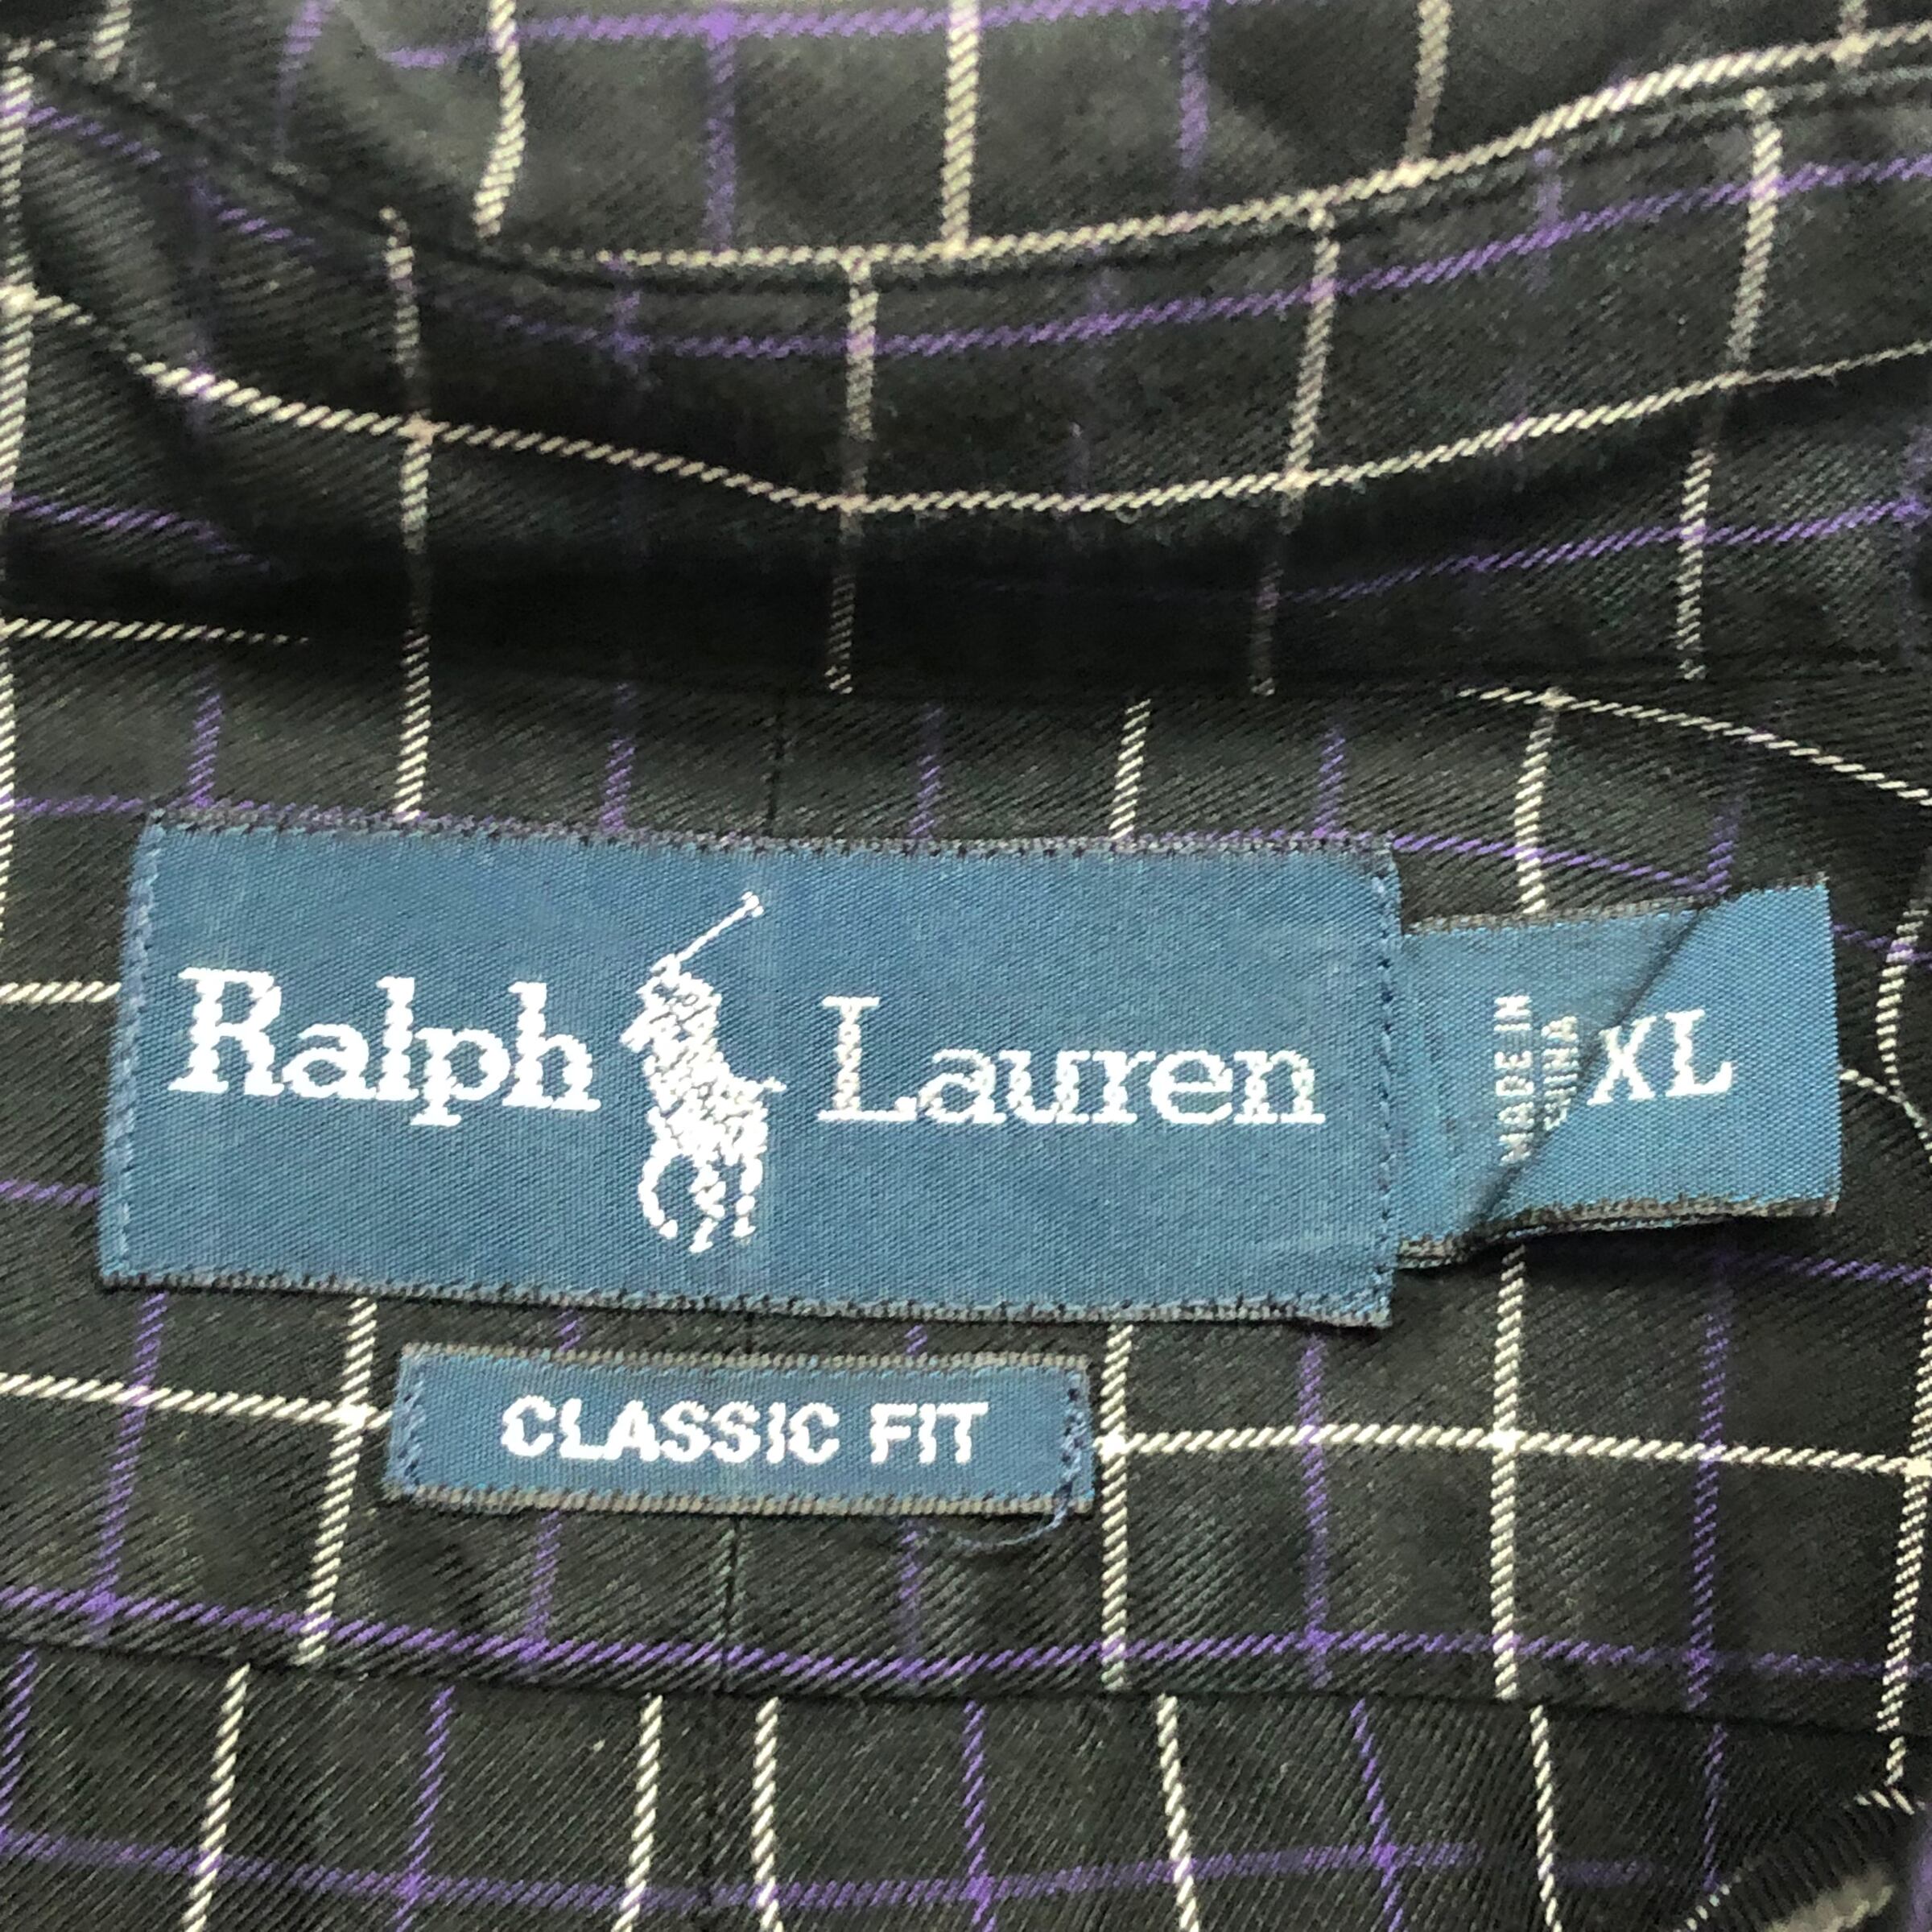 Ralph Lauren
MADE IN
CHINA
XL
CLASSIC FIT